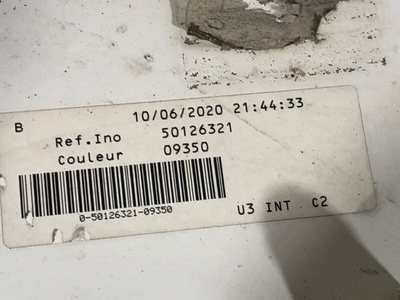 B 10/06/2020 21:44:33
Ref.Ino 50126321
Couleur 09350
0-50126321-09350
U3 INT C2